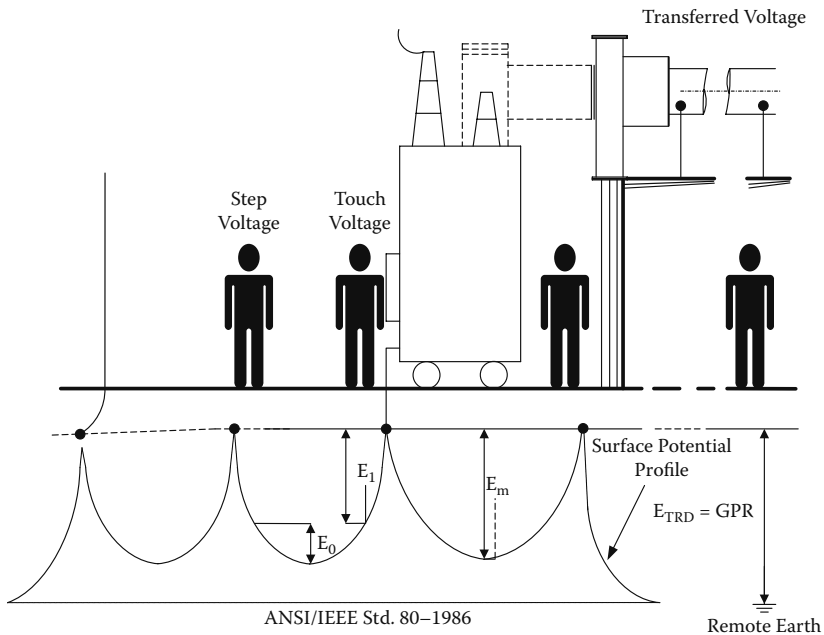 Transferred Voltage
Step
Voltage
Touch
Voltage
E1
Em
E0
Surface Potential
Profile
ETRD = GPR
ANSI/IEEE Std. 80–1986
Remote Earth